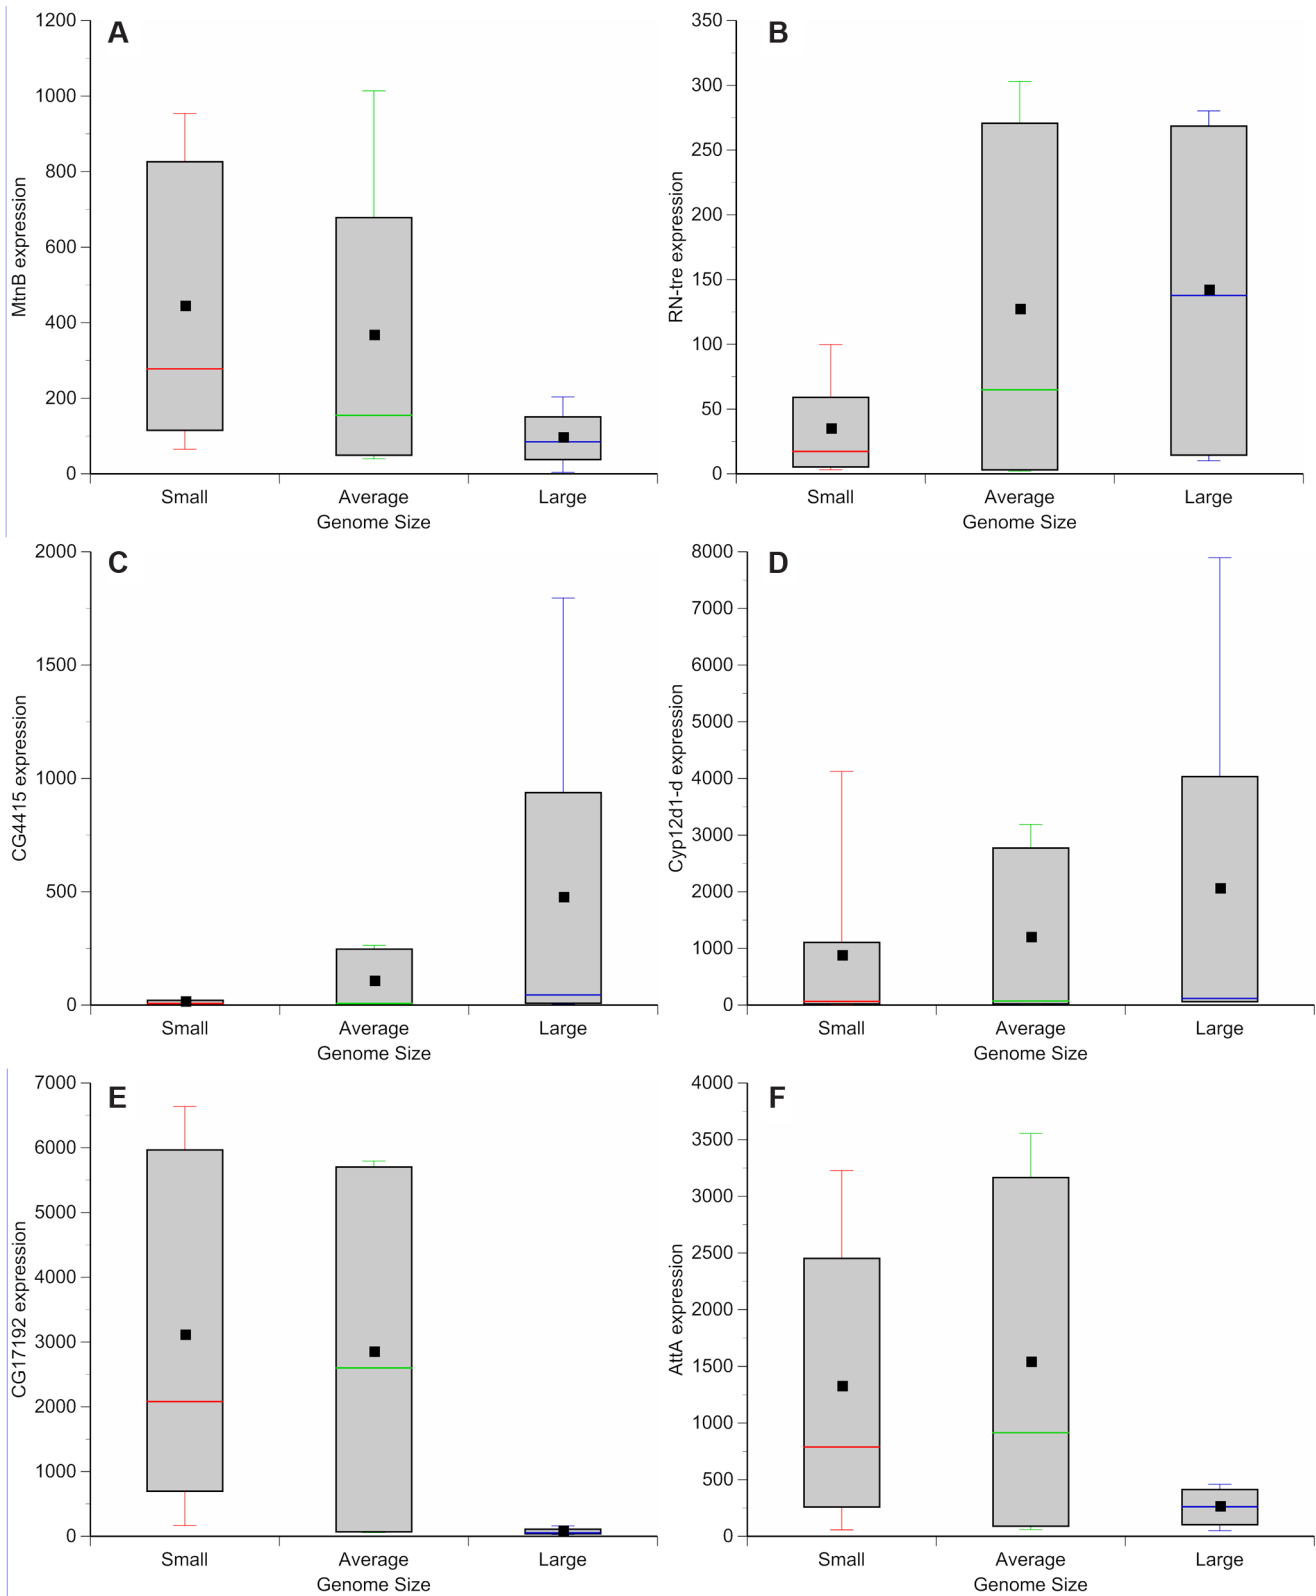 A
MtnB expression
1200
1000
800
600
400
200
0
Small Average Large
Genome Size
B
RN-tre expression
350
300
250
200
150
100
50
0
Small Average Large
Genome Size
C
CG4415 expression
2000
1500
1000
500
0
Small Average Large
Genome Size
D
Cyp12d1-d expression
8000
7000
6000
5000
4000
3000
2000
1000
0
Small Average Large
Genome Size
E
CG17192 expression
7000
6000
5000
4000
3000
2000
1000
0
Small Average Large
Genome Size
F
AttA expression
4000
3500
3000
2500
2000
1500
1000
500
0
Small Average Large
Genome Size